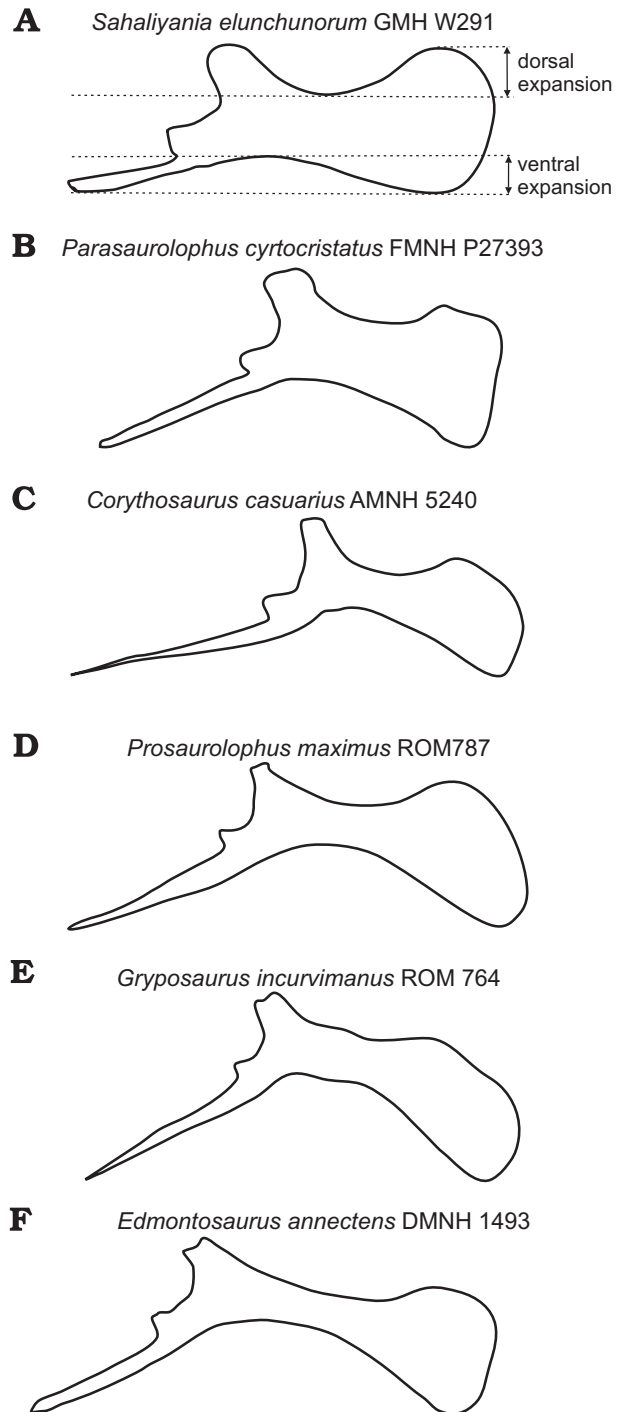 A Sahaliyania elunchunorum GMH W291
dorsal
expansion
ventral
expansion
B Parasaurolophus cyrtocristatus FMNH P27393
C Corythosaurus casuarius AMNH 5240
D Prosaurolophus maximus ROM787
E Gryposaurus incurvimanus ROM 764
F Edmontosaurus annectens DMNH 1493